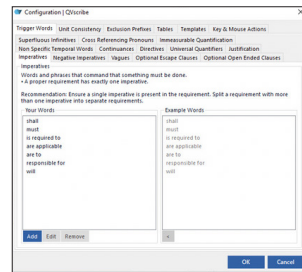 Configuration | QVscribe
Trigger Words Unit Consistency Exclusion Prefixes Tables Templates Key & Mouse Actions
Superfluous Infinitives Cross Referencing Pronouns Immeasurable Quantification
Non Specific Temporal Words Continuances Directives Universal Quantifiers Justification
Imperatives Negative Imperatives Vagues Optional Escape Clauses Optional Open Ended Clauses
Imperatives
Words and phrases that command that something must be done.
• A proper requirement has exactly one imperative.
Recommendation: Ensure a single imperative is present in the requirement. Split a requirement with more
than one imperative into separate requirements.
Your Words Example Words
shall shall
must must
is required to is required to
are applicable are applicable
are to are to
responsible for responsible for
will will
Add Edit Remove <
OK Cancel